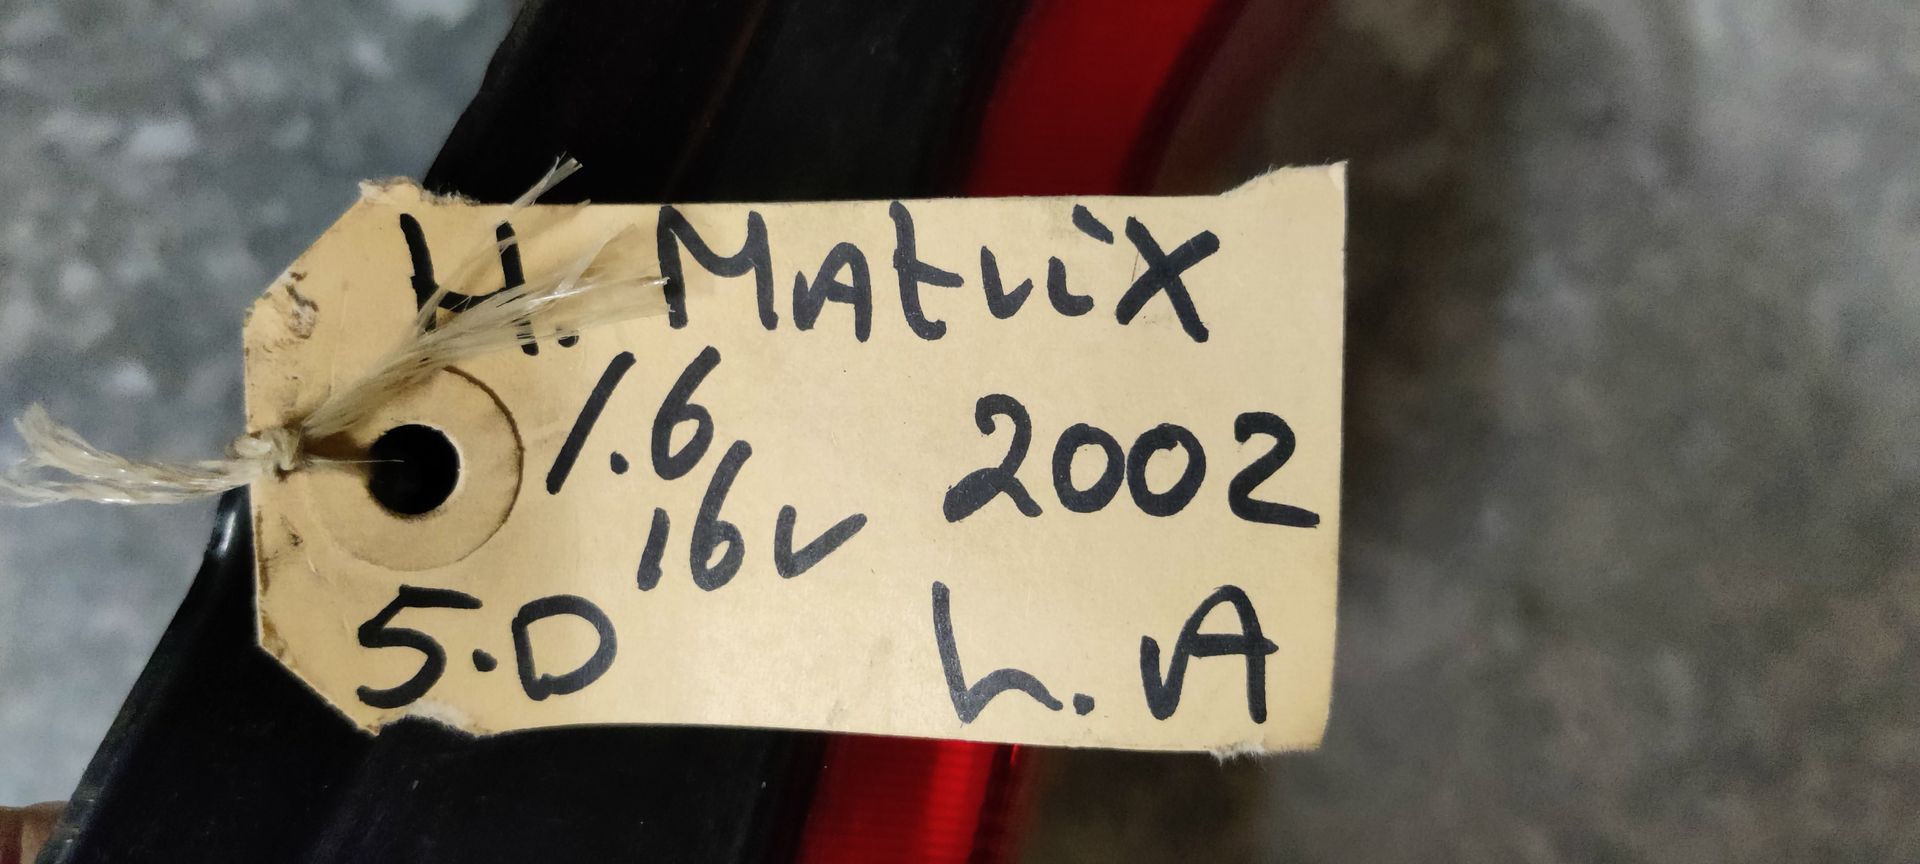 H. MAtriX
1.6
16V 2002
5.D L.A